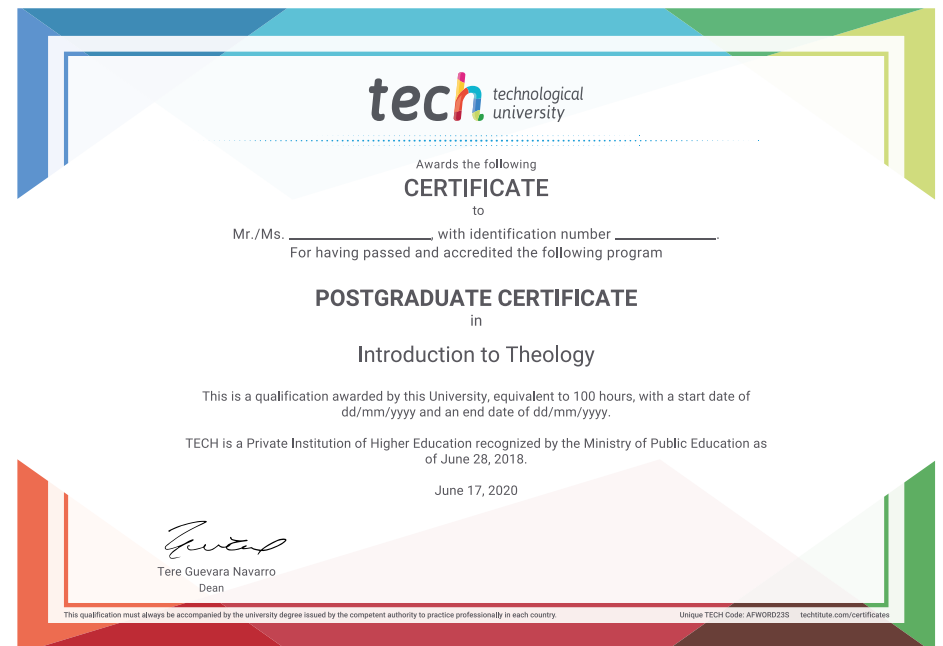 tech technological
university
Awards the following
CERTIFICATE
to
Mr./Ms. ____________, with identification number ____________.
For having passed and accredited the following program
POSTGRADUATE CERTIFICATE
in
Introduction to Theology
This is a qualification awarded by this University, equivalent to 100 hours, with a start date of
dd/mm/yyyy and an end date of dd/mm/yyyy.
TECH is a Private Institution of Higher Education recognized by the Ministry of Public Education as
of June 28, 2018.
June 17, 2020
Tere Guevara Navarro
Dean
This qualification must always be accompanied by the university degree issued by the competent authority to practice professionally in each country. Unique TECH Code: AFWORD23S techtitute.com/certificates